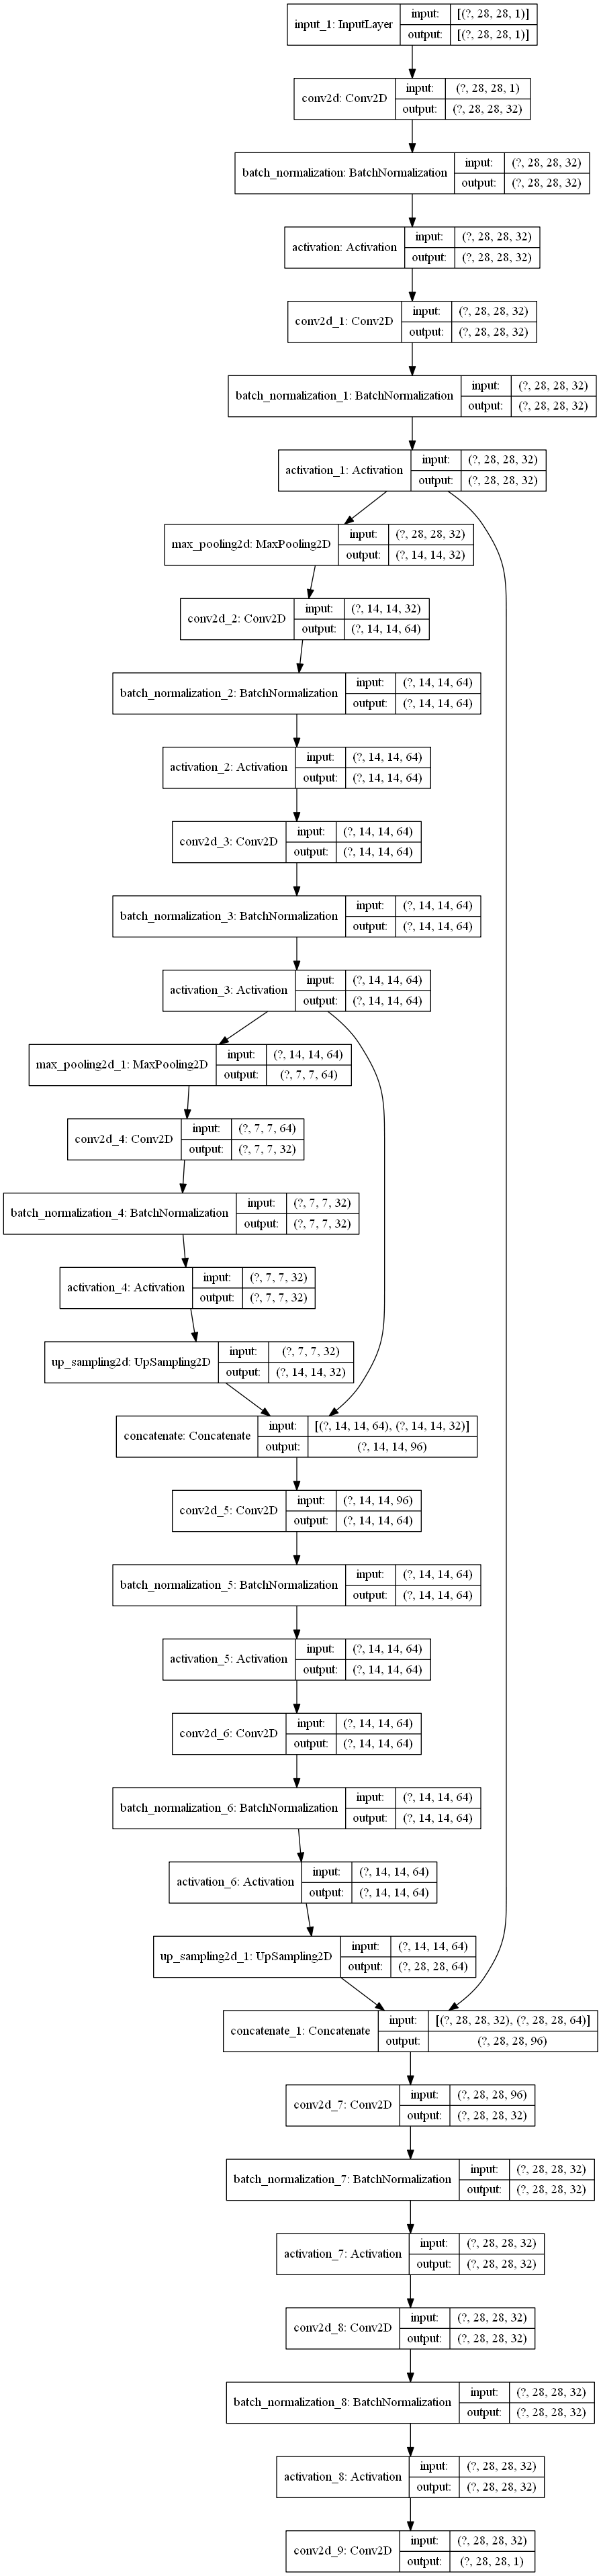 input_1: InputLayer input: [(?, 28, 28, 1)]
output: [(?, 28, 28, 1)]
conv2d: Conv2D input: (?, 28, 28, 1)
output: (?, 28, 28, 32)
batch_normalization: BatchNormalization input: (?, 28, 28, 32)
output: (?, 28, 28, 32)
activation: Activation input: (?, 28, 28, 32)
output: (?, 28, 28, 32)
conv2d_1: Conv2D input: (?, 28, 28, 32)
output: (?, 28, 28, 32)
batch_normalization_1: BatchNormalization input: (?, 28, 28, 32)
output: (?, 28, 28, 32)
activation_1: Activation input: (?, 28, 28, 32)
output: (?, 28, 28, 32)
max_pooling2d: MaxPooling2D input: (?, 28, 28, 32)
output: (?, 14, 14, 32)
conv2d_2: Conv2D input: (?, 14, 14, 32)
output: (?, 14, 14, 64)
batch_normalization_2: BatchNormalization input: (?, 14, 14, 64)
output: (?, 14, 14, 64)
activation_2: Activation input: (?, 14, 14, 64)
output: (?, 14, 14, 64)
conv2d_3: Conv2D input: (?, 14, 14, 64)
output: (?, 14, 14, 64)
batch_normalization_3: BatchNormalization input: (?, 14, 14, 64)
output: (?, 14, 14, 64)
activation_3: Activation input: (?, 14, 14, 64)
output: (?, 14, 14, 64)
max_pooling2d_1: MaxPooling2D input: (?, 14, 14, 64)
output: (?, 7, 7, 64)
conv2d_4: Conv2D input: (?, 7, 7, 64)
output: (?, 7, 7, 32)
batch_normalization_4: BatchNormalization input: (?, 7, 7, 32)
output: (?, 7, 7, 32)
activation_4: Activation input: (?, 7, 7, 32)
output: (?, 7, 7, 32)
up_sampling2d: UpSampling2D input: (?, 7, 7, 32)
output: (?, 14, 14, 32)
concatenate: Concatenate input: [(?, 14, 14, 64), (?, 14, 14, 32)]
output: (?, 14, 14, 96)
conv2d_5: Conv2D input: (?, 14, 14, 96)
output: (?, 14, 14, 64)
batch_normalization_5: BatchNormalization input: (?, 14, 14, 64)
output: (?, 14, 14, 64)
activation_5: Activation input: (?, 14, 14, 64)
output: (?, 14, 14, 64)
conv2d_6: Conv2D input: (?, 14, 14, 64)
output: (?, 14, 14, 64)
batch_normalization_6: BatchNormalization input: (?, 14, 14, 64)
output: (?, 14, 14, 64)
activation_6: Activation input: (?, 14, 14, 64)
output: (?, 14, 14, 64)
up_sampling2d_1: UpSampling2D input: (?, 14, 14, 64)
output: (?, 28, 28, 64)
concatenate_1: Concatenate input: [(?, 28, 28, 32), (?, 28, 28, 64)]
output: (?, 28, 28, 96)
conv2d_7: Conv2D input: (?, 28, 28, 96)
output: (?, 28, 28, 32)
batch_normalization_7: BatchNormalization input: (?, 28, 28, 32)
output: (?, 28, 28, 32)
activation_7: Activation input: (?, 28, 28, 32)
output: (?, 28, 28, 32)
conv2d_8: Conv2D input: (?, 28, 28, 32)
output: (?, 28, 28, 32)
batch_normalization_8: BatchNormalization input: (?, 28, 28, 32)
output: (?, 28, 28, 32)
activation_8: Activation input: (?, 28, 28, 32)
output: (?, 28, 28, 32)
conv2d_9: Conv2D input: (?, 28, 28, 32)
output: (?, 28, 28, 1)